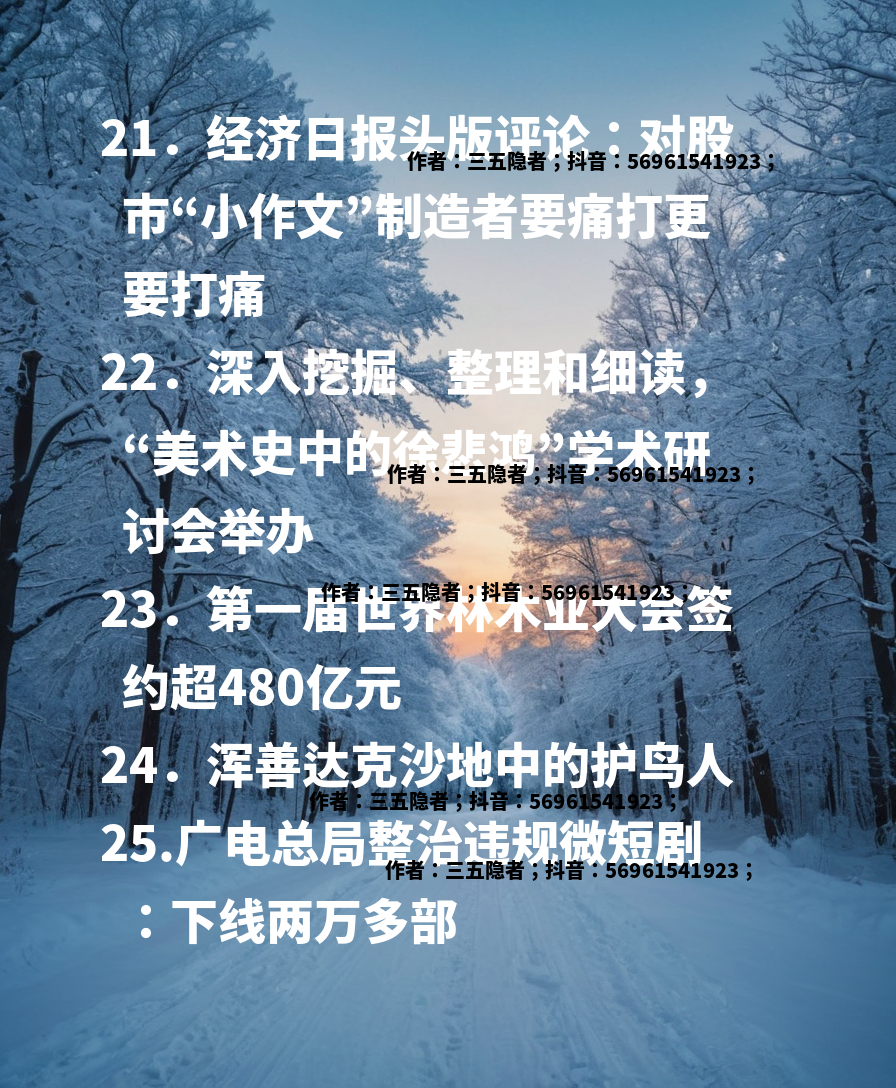 21．经济日报头版评论：对股
作者：三五隐者；抖音：56961541923；
市“小作文”制造者要痛打更
要打痛
22．深入挖掘、整理和细读，
“美术史中的徐悲鸿”学术研
作者：三五隐者；抖音：56961541923；
讨会举办
作者：三五隐者；抖音：56961541923；
23．第一届世界林木业大会签
约超480亿元
24．浑善达克沙地中的护鸟人
作者：三五隐者；抖音：56961541923；
25.广电总局整治违规微短剧
作者：三五隐者；抖音：56961541923；
：下线两万多部